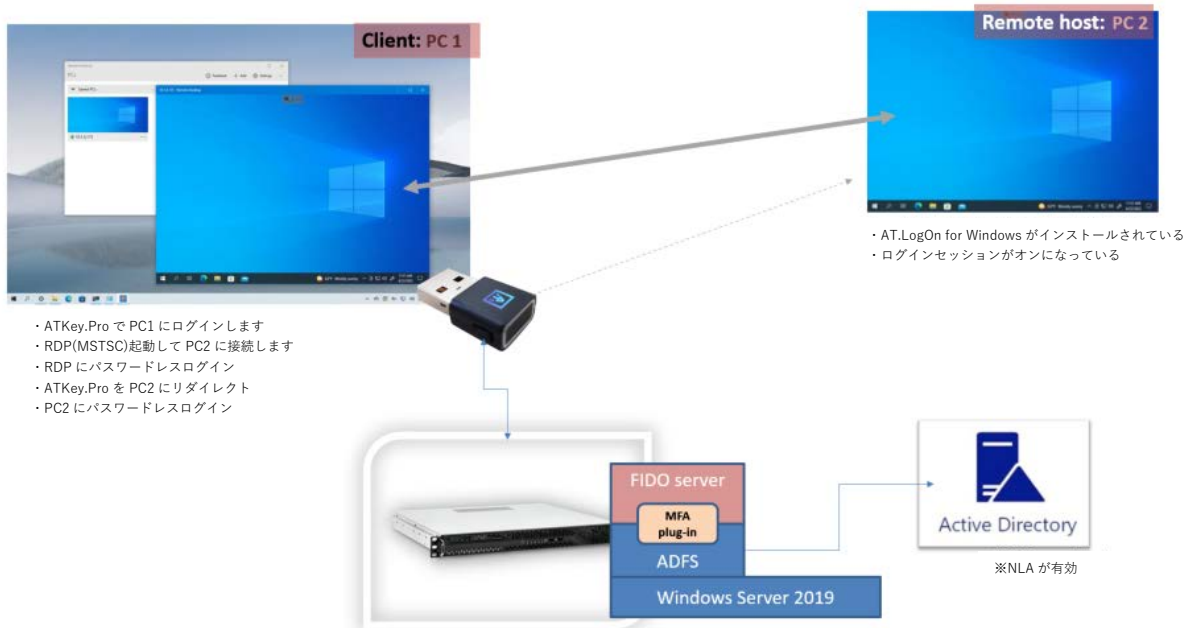 Client: PC 1
Remote host: PC 2
・AT.LogOn for Windows がインストールされている
・ログインセッションがオンになっている
・ATKey.Pro で PC1 にログインします
・RDP(MSTSC)起動して PC2 に接続します
・RDP にパスワードレスログイン
・ATKey.Pro を PC2 にリダイレクト
・PC2 にパスワードレスログイン
FIDO server
MFA
plug-in
ADFS
Windows Server 2019
Active Directory
※NLA が有効